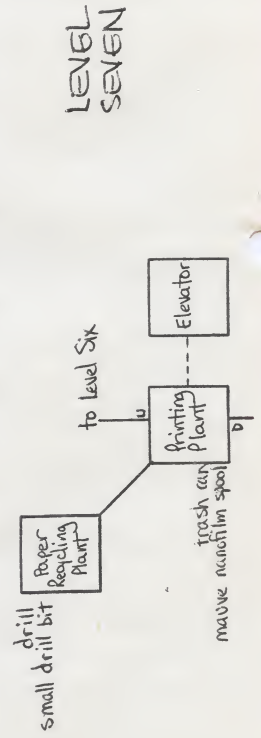 LEVEL
SEVEN
drill
small drill bit
Paper
Recycling
Plant
to Level Six
U
Printing
Plant
Elevator
D
trash can
mauve nanofilm spool